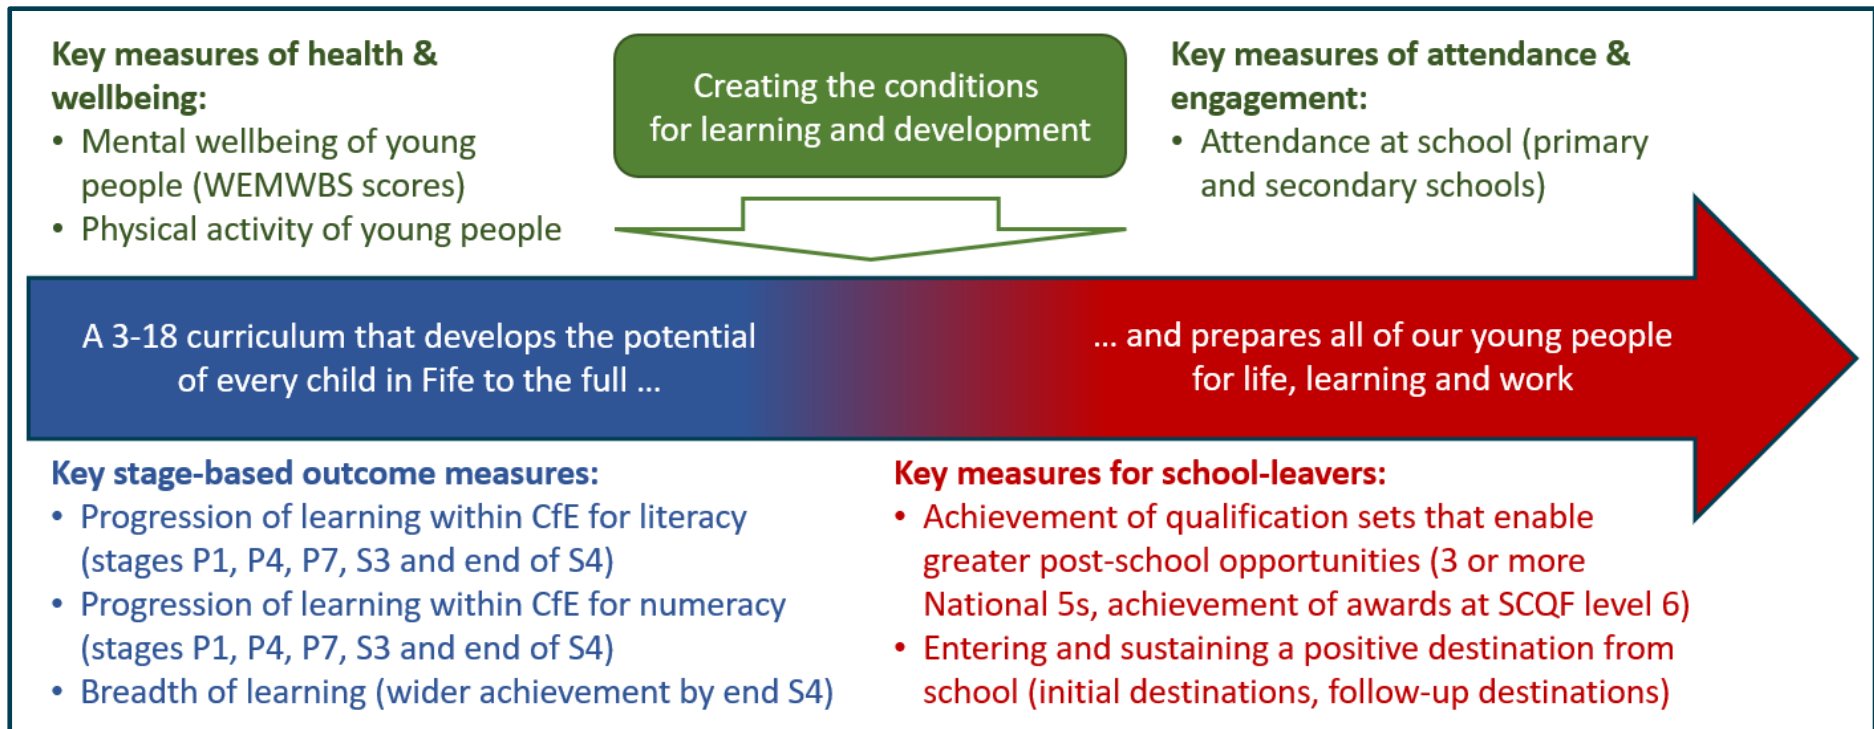 Key measures of health &
wellbeing:
• Mental wellbeing of young
people (WEMWBS scores)
• Physical activity of young people
Creating the conditions
for learning and development
Key measures of attendance &
engagement:
• Attendance at school (primary
and secondary schools)
A 3-18 curriculum that develops the potential
of every child in Fife to the full ...
... and prepares all of our young people
for life, learning and work
Key stage-based outcome measures:
• Progression of learning within CfE for literacy
(stages P1, P4, P7, S3 and end of S4)
• Progression of learning within CfE for numeracy
(stages P1, P4, P7, S3 and end of S4)
• Breadth of learning (wider achievement by end S4)
Key measures for school-leavers:
• Achievement of qualification sets that enable
greater post-school opportunities (3 or more
National 5s, achievement of awards at SCQF level 6)
• Entering and sustaining a positive destination from
school (initial destinations, follow-up destinations)